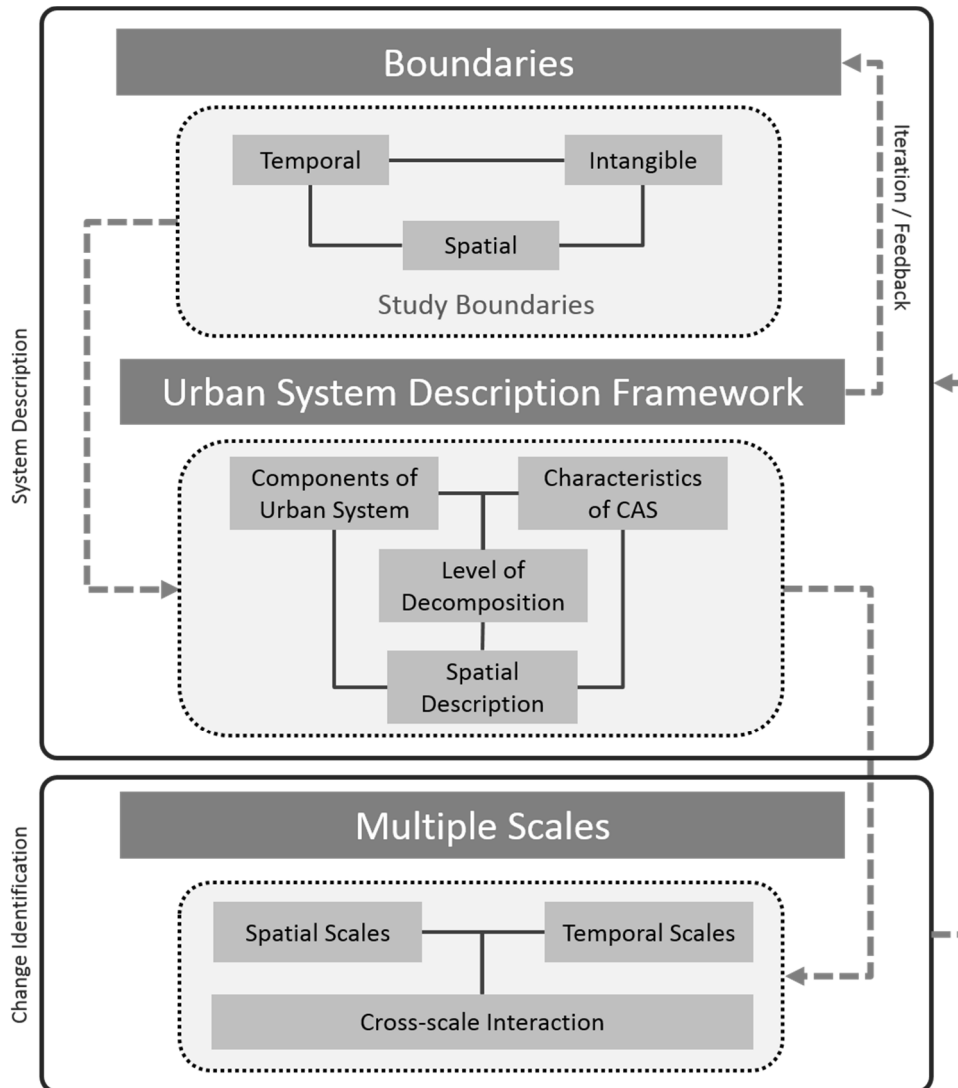 Boundaries
Temporal
Intangible
Spatial
Study Boundaries
Iteration / Feedback
Urban System Description Framework
System Description
Components of
Urban System
Characteristics
of CAS
Level of
Decomposition
Spatial
Description
Multiple Scales
Change Identification
Spatial Scales
Temporal Scales
Cross-scale Interaction